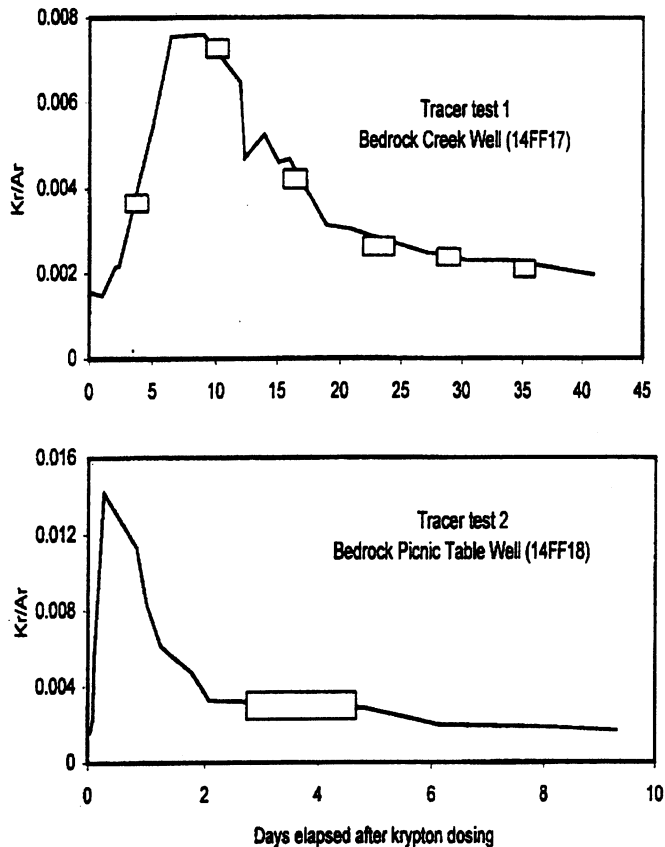 0.008
0.006
0.004
0.002
0
Kr/Ar
Tracer test 1
Bedrock Creek Well (14FF17)
0 5 10 15 20 25 30 35 40 45
0.016
0.012
0.008
0.004
0
Kr/Ar
Tracer test 2
Bedrock Picnic Table Well (14FF18)
0 2 4 6 8 10
Days elapsed after krypton dosing